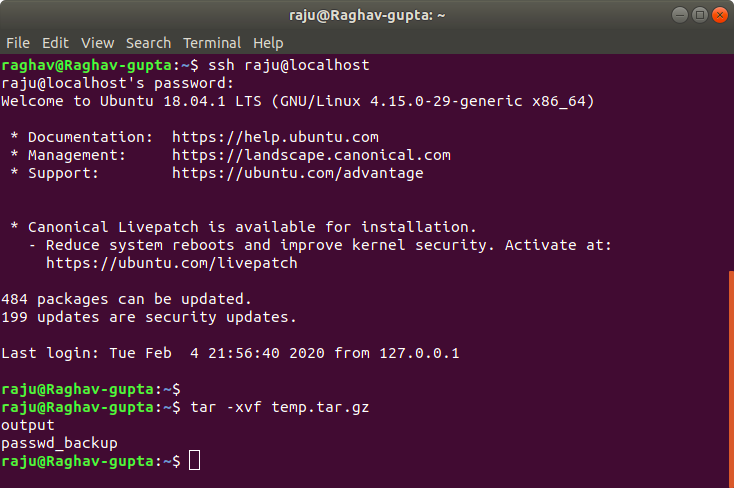 raju@Raghav-gupta: ~
File Edit View Search Terminal Help
raghav@Raghav-gupta:~$ ssh raju@localhost
raju@localhost's password:
Welcome to Ubuntu 18.04.1 LTS (GNU/Linux 4.15.0-29-generic x86_64)
* Documentation:  https://help.ubuntu.com
* Management:     https://landscape.canonical.com
* Support:        https://ubuntu.com/advantage
* Canonical Livepatch is available for installation.
- Reduce system reboots and improve kernel security. Activate at:
https://ubuntu.com/livepatch
484 packages can be updated.
199 updates are security updates.
Last login: Tue Feb  4 21:56:40 2020 from 127.0.0.1
raju@Raghav-gupta:~$
raju@Raghav-gupta:~$ tar -xvf temp.tar.gz
output
passwd_backup
raju@Raghav-gupta:~$